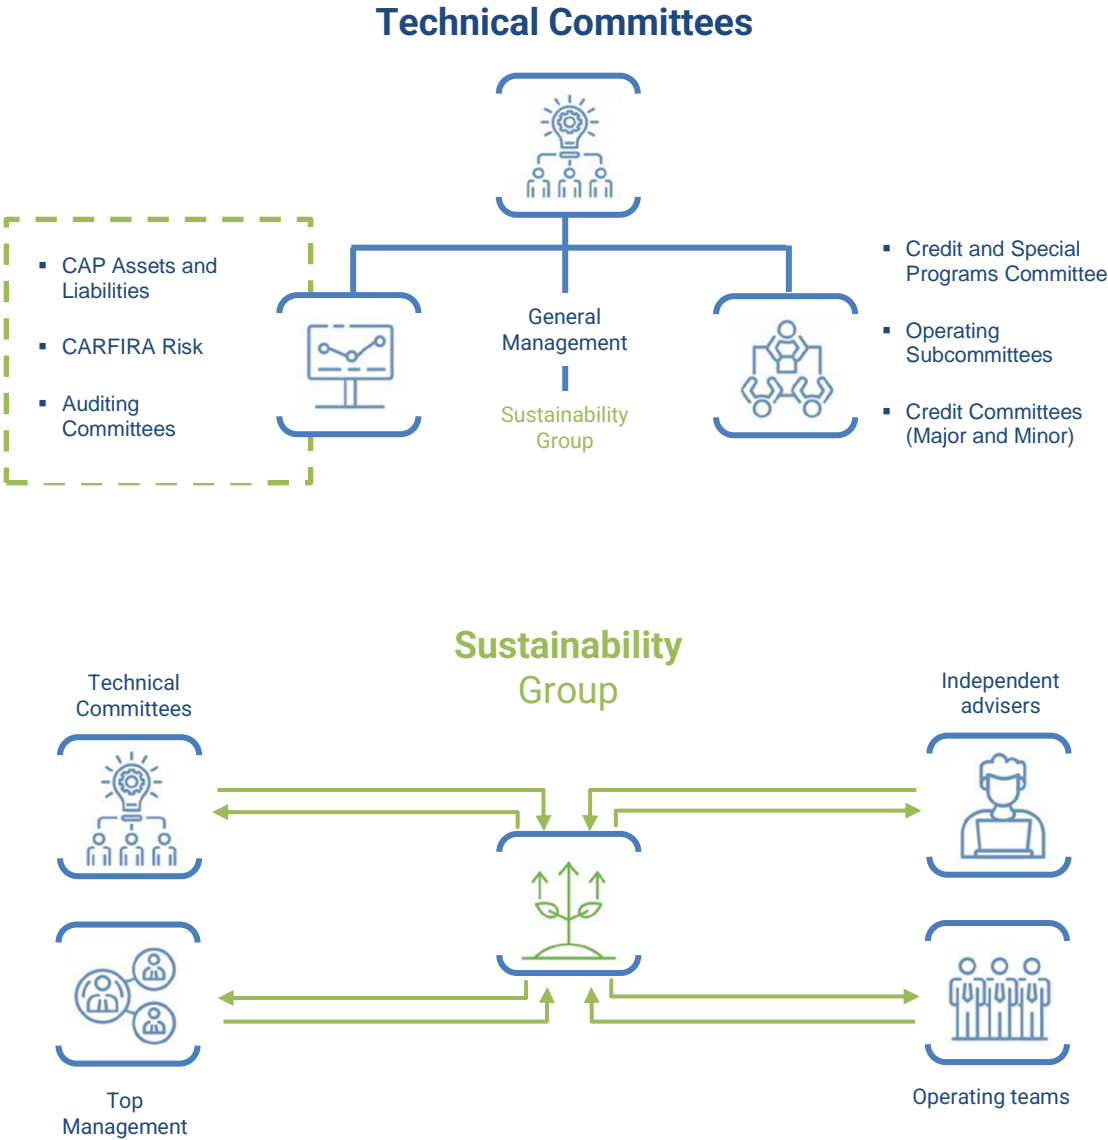 Technical Committees
▪ CAP Assets and
Liabilities
▪ CARFIRA Risk
▪ Auditing
Committees
General
Management
Sustainability
Group
▪ Credit and Special
Programs Committee
▪ Operating
Subcommittees
▪ Credit Committees
(Major and Minor)
Sustainability
Group
Technical
Committees
Independent
advisers
Top
Management
Operating teams